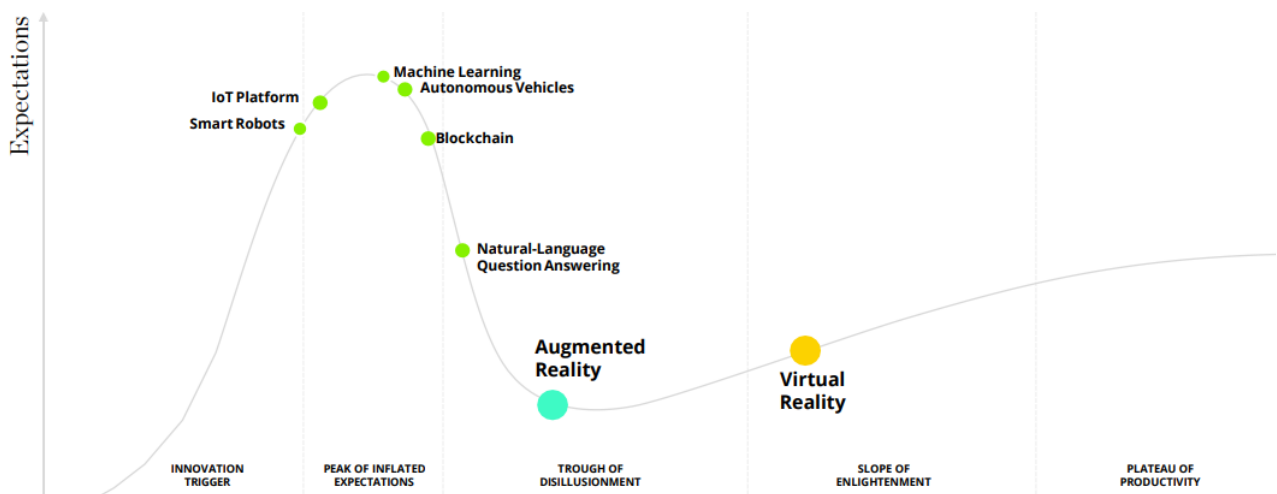 Expectations
Machine Learning
Autonomous Vehicles
IoT Platform
Smart Robots
Blockchain
Natural-Language
Question Answering
Augmented
Reality
Virtual
Reality
INNOVATION
TRIGGER
PEAK OF INFLATED
EXPECTATIONS
TROUGH OF
DISILLUSIONMENT
SLOPE OF
ENLIGHTENMENT
PLATEAU OF
PRODUCTIVITY